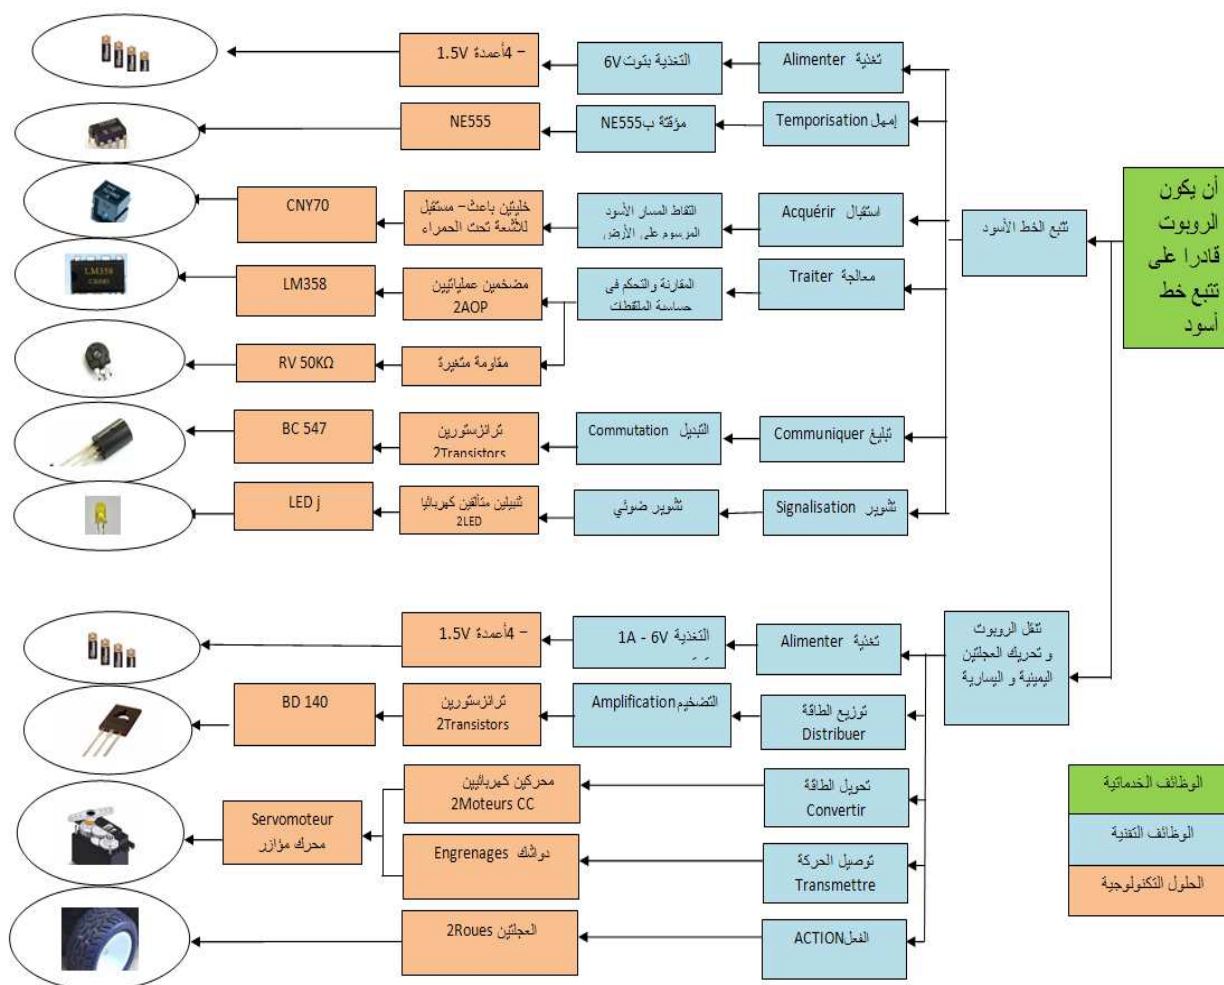 أن يكون
الروبوت
قادرا على
تتبع خط
أسود
تتبع الخط الأسود
تغذية Alimenter
التغذية بتوت 6V
– 4أعمدة 1.5V
إمهل Temporisation
مؤقتة بNE555
NE555
استقبال Acquérir
التقاط المسار الأسود
المرسوم على الأرض
خليتين باعث – مستقبل
للأشعة تحت الحمراء
CNY70
معالجة Traiter
المقارنة والتحكم في
حساسية الملقطات
مضخمين عملياتيين
2AOP
LM358
LM358
مقاومة متغيرة
RV 50KΩ
تبليغ Communiquer
التبديل Commutation
ترانزستورين
2Transistors
BC 547
تشوير Signalisation
تشوير ضوئي
ثنبيلين متألقين كهربائيا
2LED
LED j
تنقل الروبوت
و تحريك العجلتين
اليمينية و اليسارية
تغذية Alimenter
التغذية 1A - 6V
– 4أعمدة 1.5V
توزيع الطاقة
Distribuer
التضخيم Amplification
ترانزستورين
2Transistors
BD 140
تحويل الطاقة
Convertir
محركين كهربائيين
2Moteurs CC
Servomoteur
محرك مؤازر
توصيل الحركة
Transmettre
دواشك Engrenages
الفعل ACTION
العجلتين 2Roues
الوظائف الخدماتية
الوظائف التقنية
الحلول التكنولوجية